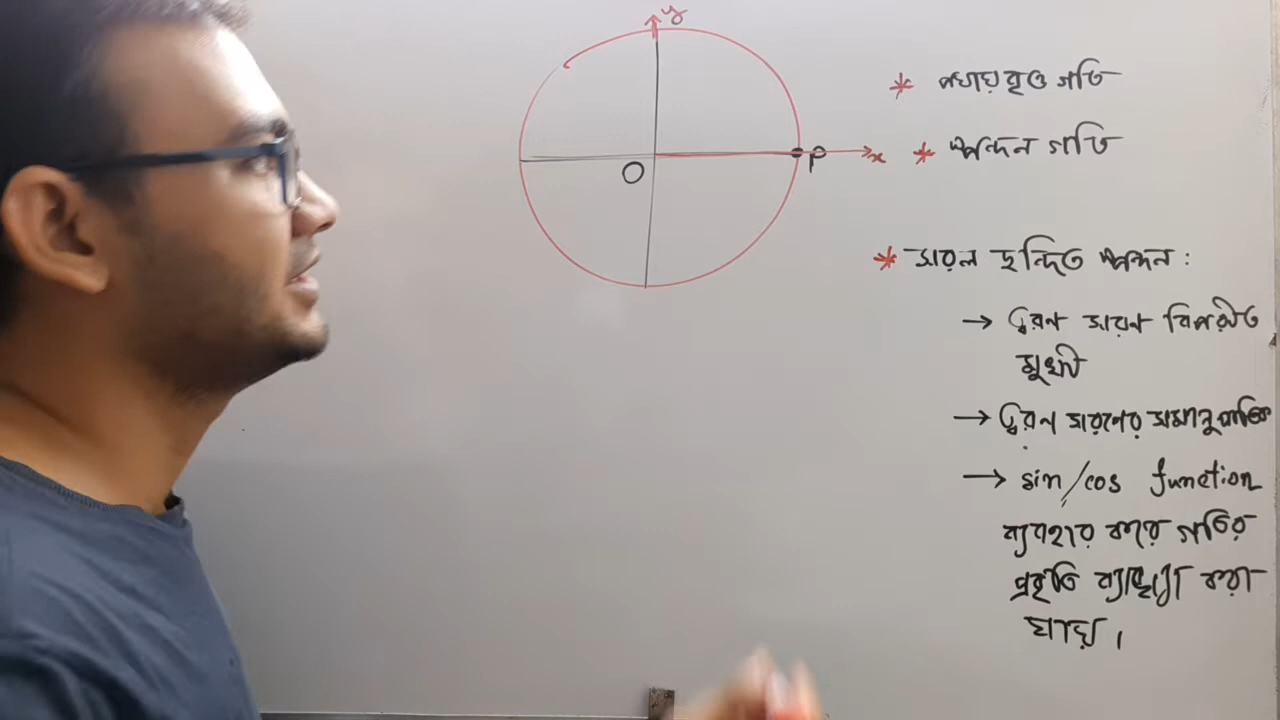 y
* পর্যায়বৃত্ত গতি
O
P
x
* স্পন্দন গতি
* সরল ছন্দিত স্পন্দন :
→ ত্বরণ সরণ বিপরীত
মুখী
→ ত্বরণ সরণের সমানুপাতিক
→ sin/cos function
ব্যবহার করে গতির
প্রকৃতি ব্যাখ্যা করা
যায়।